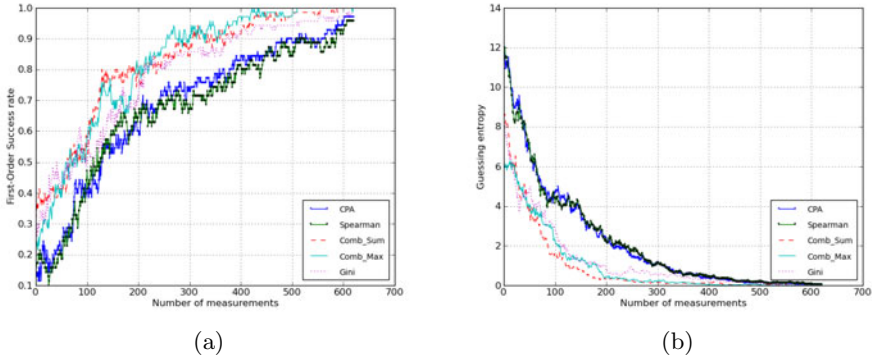 1.0
0.9
0.8
0.7
0.6
0.5
0.4
0.3
0.2
0.1
First-Order Success rate
0 100 200 300 400 500 600 700
Number of measurements
CPA
Spearman
Comb_Sum
Comb_Max
Gini
(a)
14
12
10
8
6
4
2
0
Guessing entropy
0 100 200 300 400 500 600 700
Number of measurements
CPA
Spearman
Comb_Sum
Comb_Max
Gini
(b)